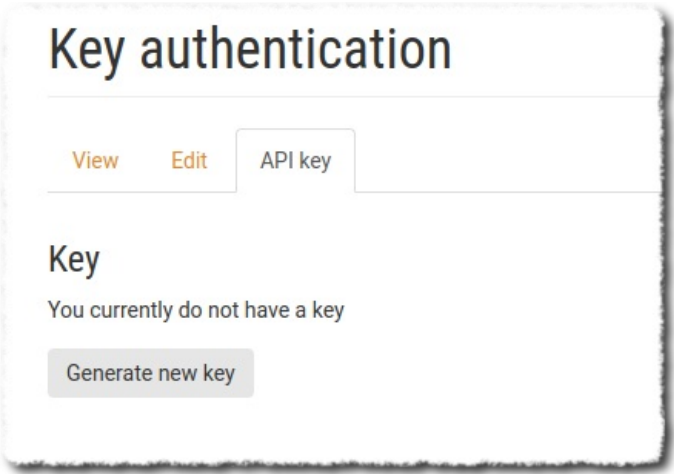 Key authentication
View Edit API key
Key
You currently do not have a key
Generate new key